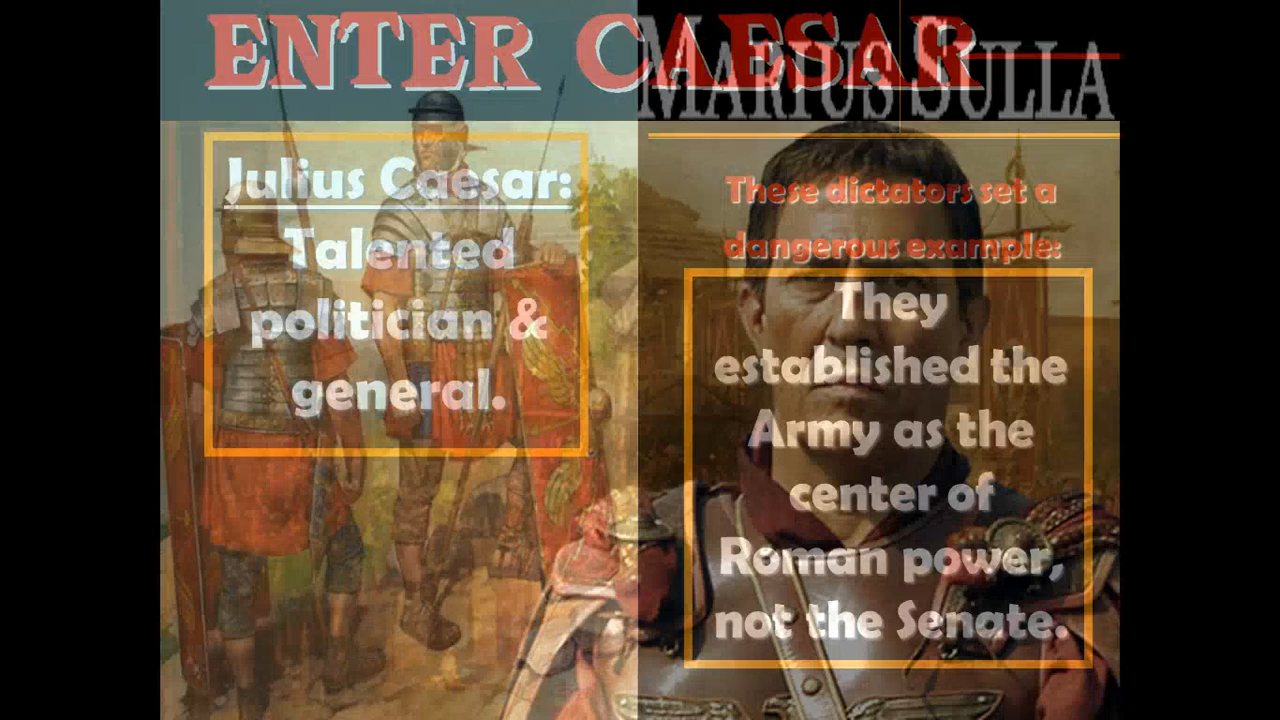 ENTER CAESAR
MARIUS SULLA
Julius Caesar:
Talented
politician &
general.
These dictators set a
dangerous example:
They
established the
Army as the
center of
Roman power,
not the Senate.